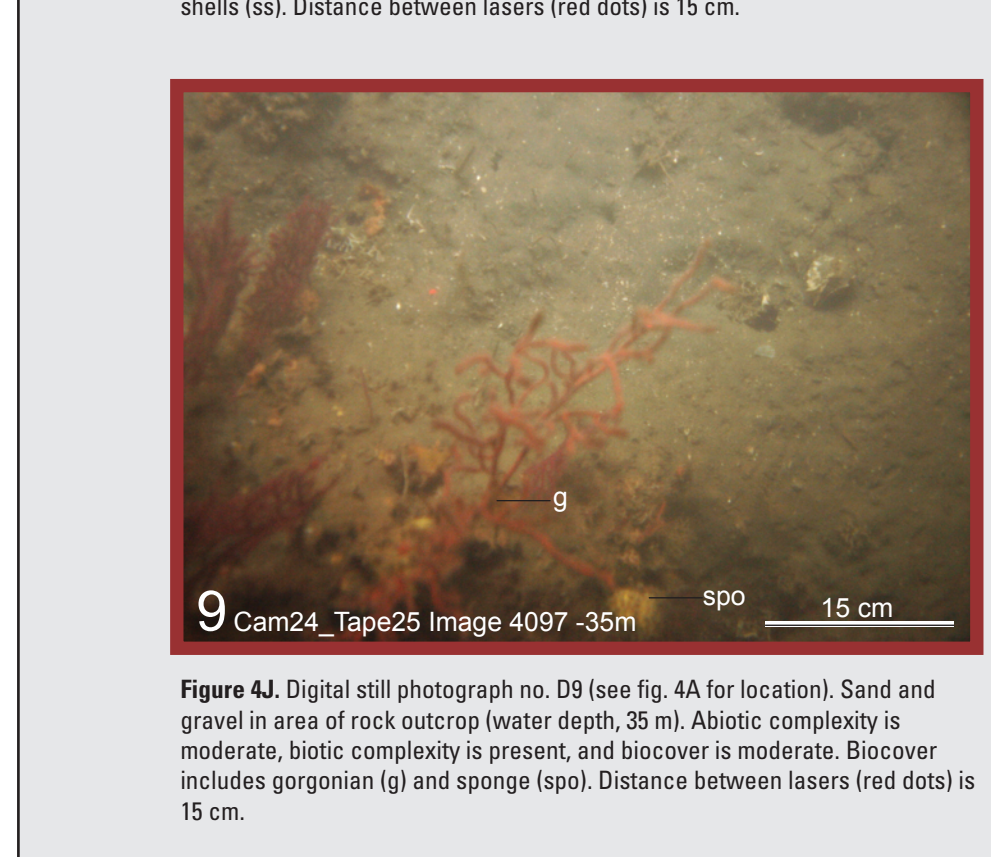 shells (ss). Distance between lasers (red dots) is 15 cm.
g
spo
15 cm
9 Cam24_Tape25 Image 4097 -35m
Figure 4J. Digital still photograph no. D9 (see fig. 4A for location). Sand and
gravel in area of rock outcrop (water depth, 35 m). Abiotic complexity is
moderate, biotic complexity is present, and biocover is moderate. Biocover
includes gorgonian (g) and sponge (spo). Distance between lasers (red dots) is
15 cm.